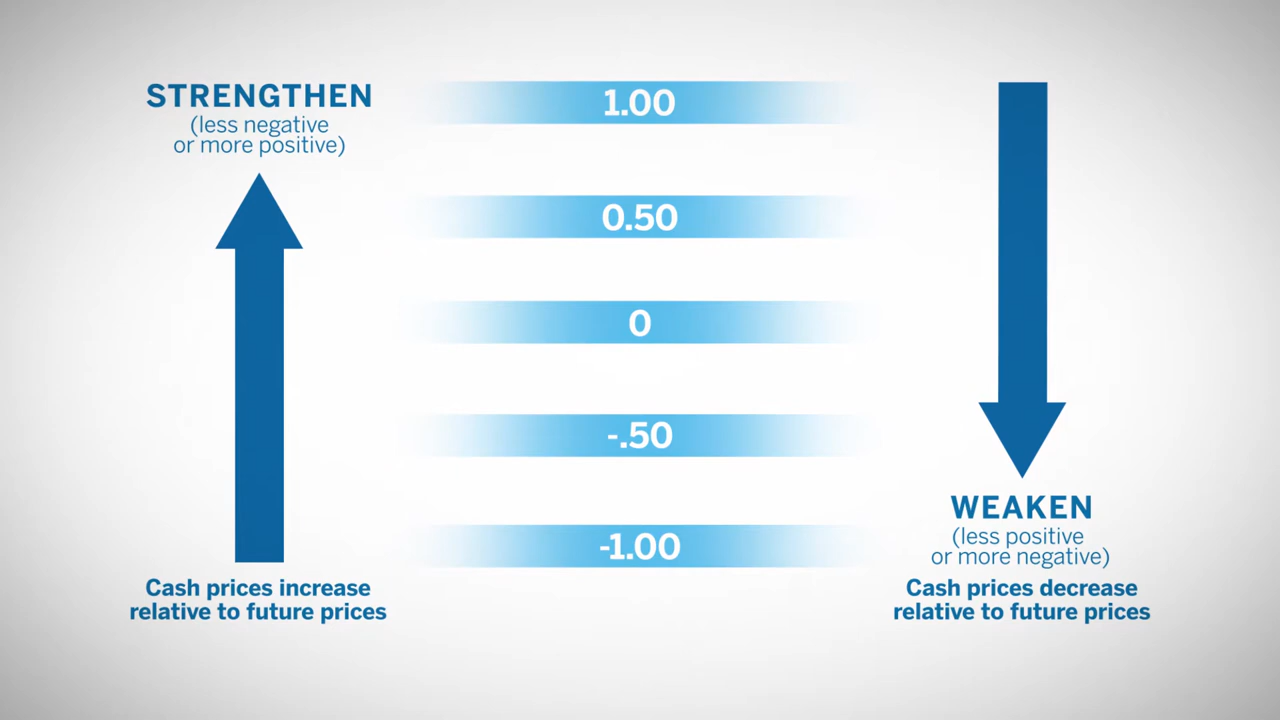 STRENGTHEN
(less negative
or more positive)
Cash prices increase
relative to future prices
1.00
0.50
0
-.50
-1.00
WEAKEN
(less positive
or more negative)
Cash prices decrease
relative to future prices